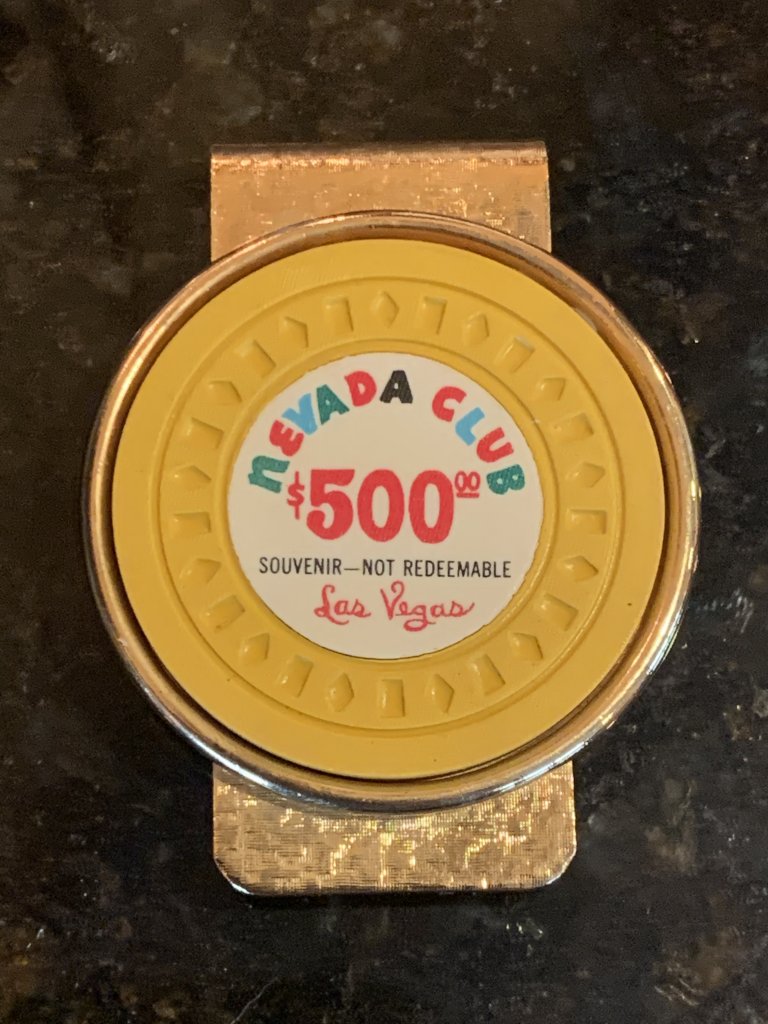 nEVADA CLUB
$500.00
SOUVENIR—NOT REDEEMABLE
Las Vegas